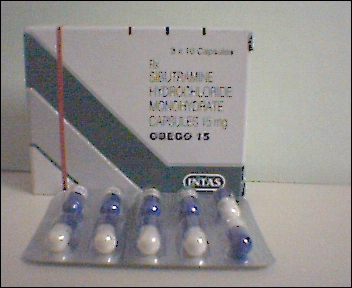 3 x 10 Capsules
Rx
SIBUTRAMINE
HYDROCHLORIDE
MONOHYDRATE
CAPSULES 15 mg
OBEGO 15
INTAS